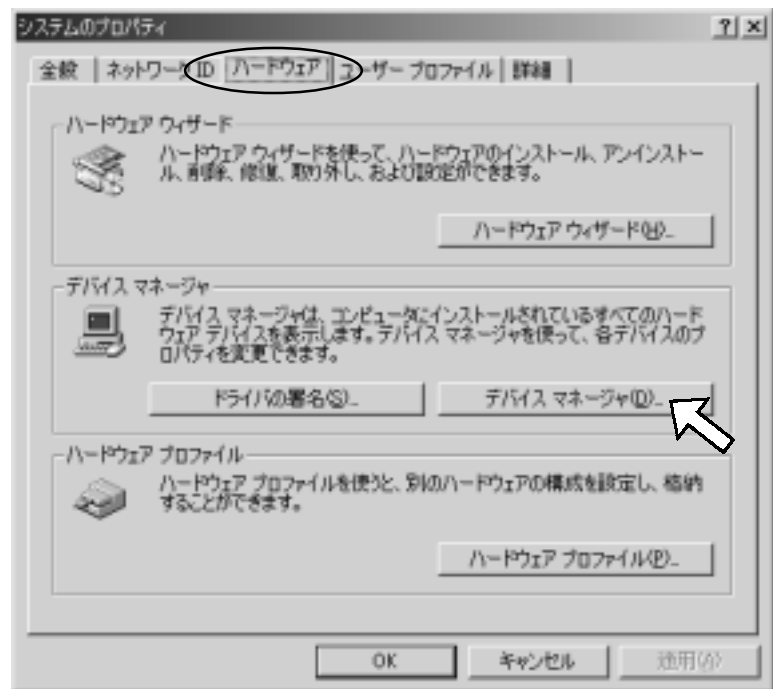 システムのプロパティ
全般 ネットワーク ID ハードウェア ユーザー プロファイル 詳細
ハードウェア ウィザード
ハードウェア ウィザードを使って、ハードウェアのインストール、アンインストー
ル、削除、修復、取り外し、および設定ができます。
ハードウェア ウィザード(H)...
デバイス マネージャ
デバイス マネージャは、コンピュータにインストールされているすべてのハード
ウェア デバイスを表示します。デバイス マネージャを使って、各デバイスのプ
ロパティを変更できます。
ドライバの署名(S)...
デバイス マネージャ(D)...
ハードウェア プロファイル
ハードウェア プロファイルを使うと、別のハードウェアの構成を設定し、格納
することができます。
ハードウェア プロファイル(P)...
OK キャンセル 適用(A)